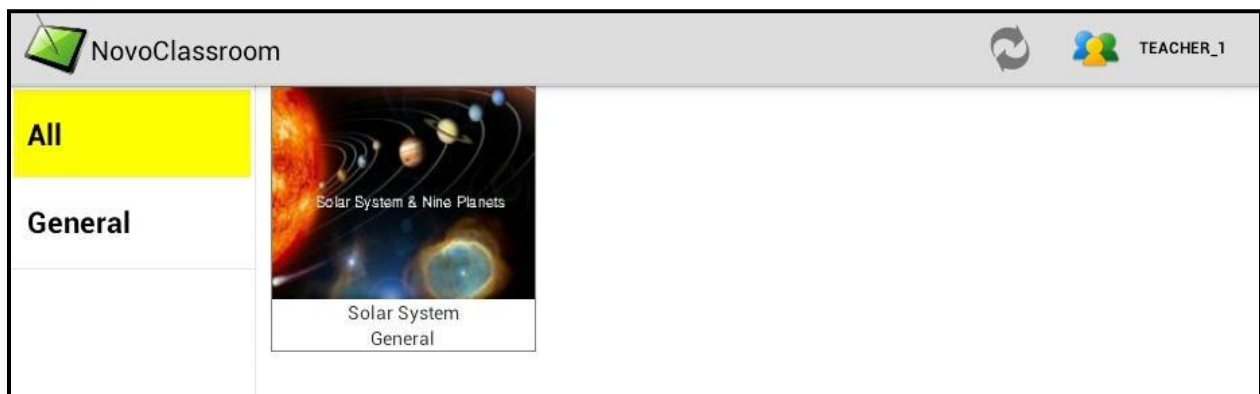 NovoClassroom
TEACHER_1
All
General
Solar System & Nine Planets
Solar System
General